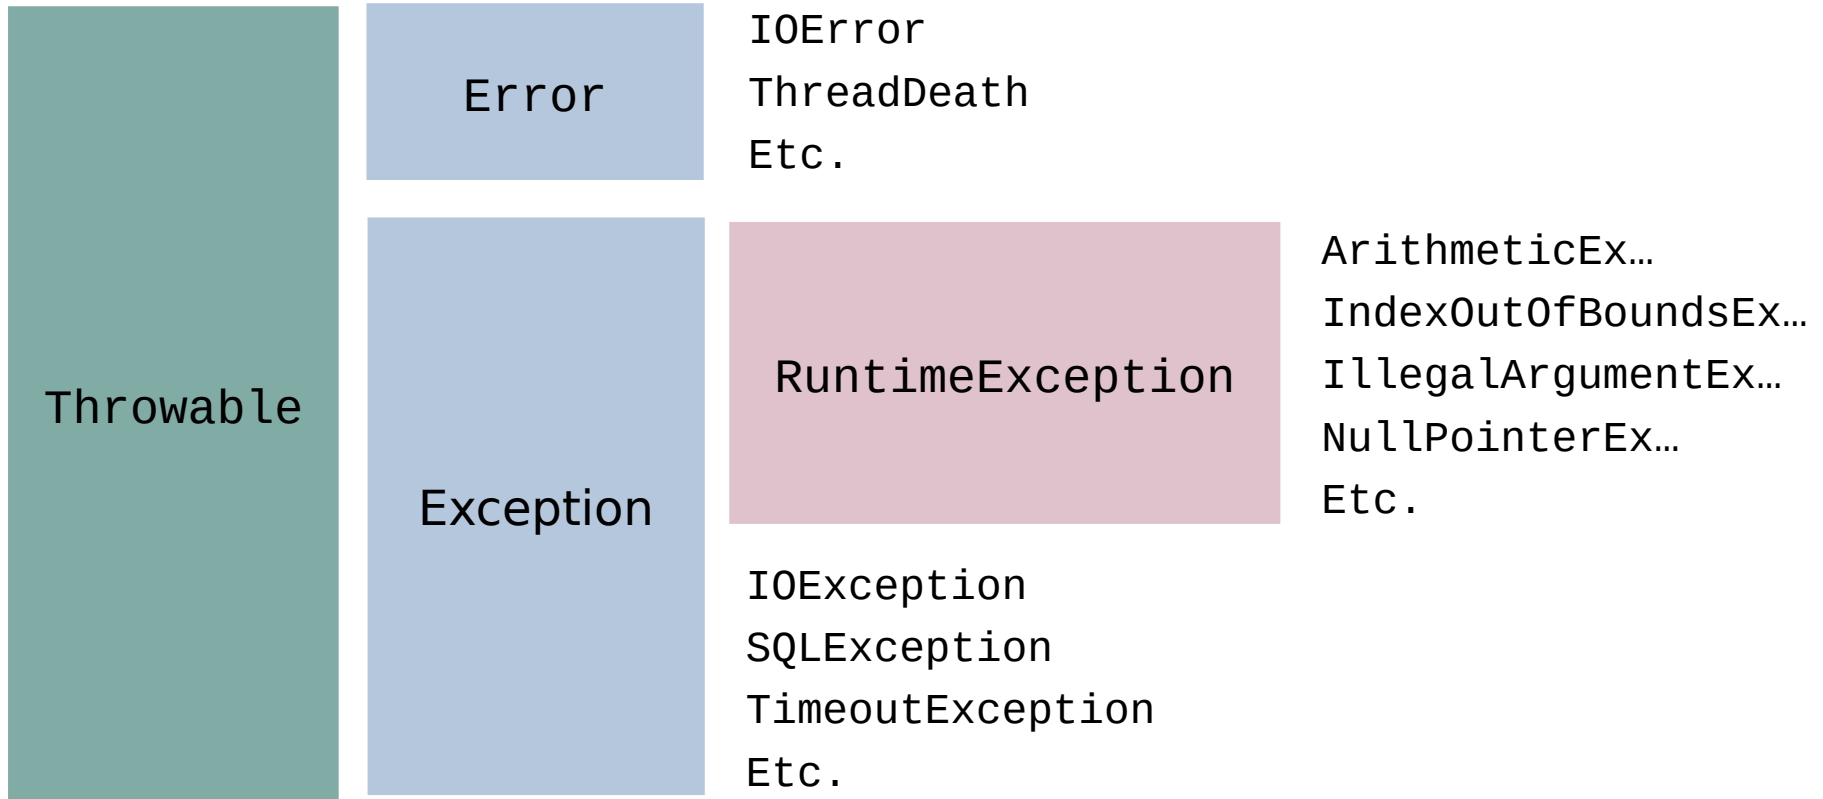 Throwable
Error
IOError
ThreadDeath
Etc.
Exception
RuntimeException
ArithmeticEx…
IndexOutOfBoundsEx…
IllegalArgumentEx…
NullPointerEx…
Etc.
IOException
SQLException
TimeoutException
Etc.